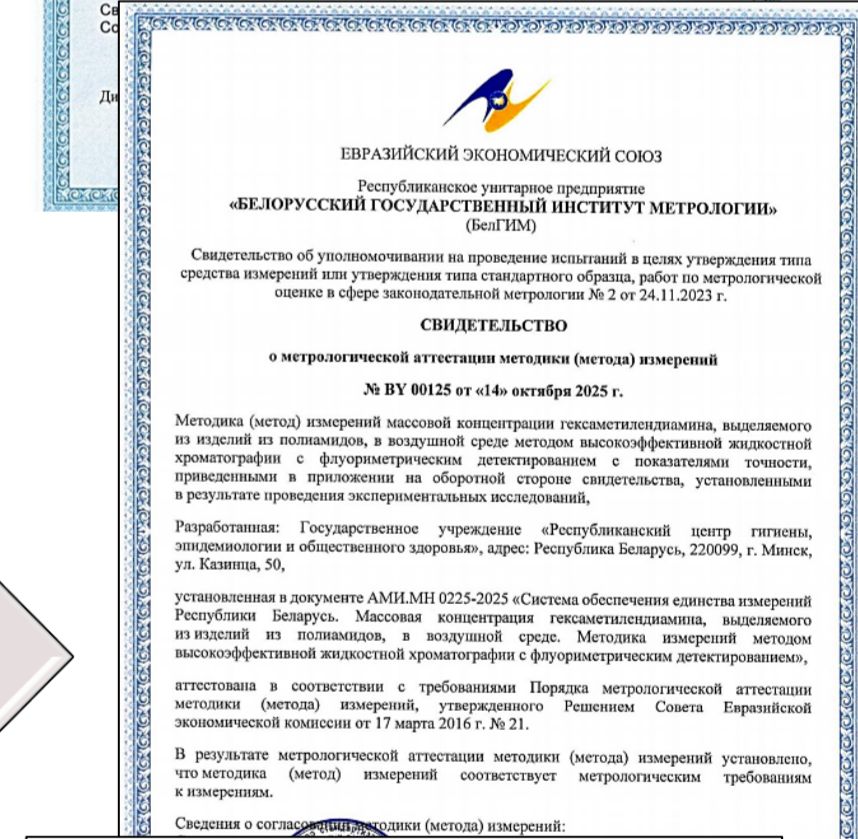 Св
Со
Ди
ЕВРАЗИЙСКИЙ ЭКОНОМИЧЕСКИЙ СОЮЗ
Республиканское унитарное предприятие
«БЕЛОРУССКИЙ ГОСУДАРСТВЕННЫЙ ИНСТИТУТ МЕТРОЛОГИИ»
(БелГИМ)
Свидетельство об уполномочивании на проведение испытаний в целях утверждения типа
средства измерений или утверждения типа стандартного образца, работ по метрологической
оценке в сфере законодательной метрологии № 2 от 24.11.2023 г.
СВИДЕТЕЛЬСТВО
о метрологической аттестации методики (метода) измерений
№ BY 00125 от «14» октября 2025 г.
Методика (метод) измерений массовой концентрации гексаметилендиамина, выделяемого
из изделий из полиамидов, в воздушной среде методом высокоэффективной жидкостной
хроматографии с флуориметрическим детектированием с показателями точности,
приведенными в приложении на оборотной стороне свидетельства, установленными
в результате проведения экспериментальных исследований,
Разработанная: Государственное учреждение «Республиканский центр гигиены,
эпидемиологии и общественного здоровья», адрес: Республика Беларусь, 220099, г. Минск,
ул. Казинца, 50,
установленная в документе АМИ.МН 0225-2025 «Система обеспечения единства измерений
Республики Беларусь. Массовая концентрация гексаметилендиамина, выделяемого
из изделий из полиамидов, в воздушной среде. Методика измерений методом
высокоэффективной жидкостной хроматографии с флуориметрическим детектированием»,
аттестована в соответствии с требованиями Порядка метрологической аттестации
методики (метода) измерений, утвержденного Решением Совета Евразийской
экономической комиссии от 17 марта 2016 г. № 21.
В результате метрологической аттестации методики (метода) измерений установлено,
что методика (метод) измерений соответствует метрологическим требованиям
к измерениям.
Сведения о согласовании методики (метода) измерений: